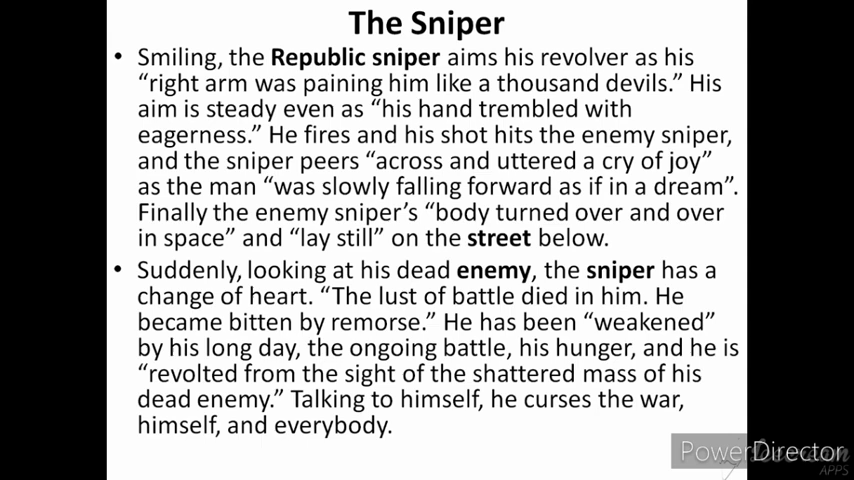 The Sniper
• Smiling, the Republic sniper aims his revolver as his
“right arm was paining him like a thousand devils.” His
aim is steady even as “his hand trembled with
eagerness.” He fires and his shot hits the enemy sniper,
and the sniper peers “across and uttered a cry of joy”
as the man “was slowly falling forward as if in a dream”.
Finally the enemy sniper’s “body turned over and over
in space” and “lay still” on the street below.
• Suddenly, looking at his dead enemy, the sniper has a
change of heart. “The lust of battle died in him. He
became bitten by remorse.” He has been “weakened”
by his long day, the ongoing battle, his hunger, and he is
“revolted from the sight of the shattered mass of his
dead enemy.” Talking to himself, he curses the war,
himself, and everybody.
PowerDirector
APPS